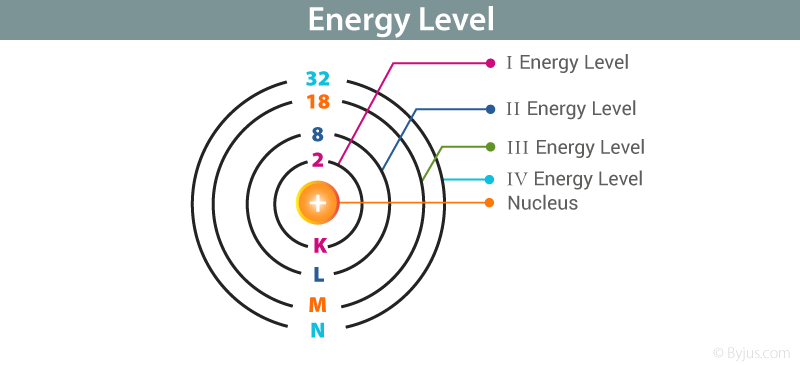 Energy Level
32
18
8
2
+
K
L
M
N
I Energy Level
II Energy Level
III Energy Level
IV Energy Level
Nucleus
© Byjus.com